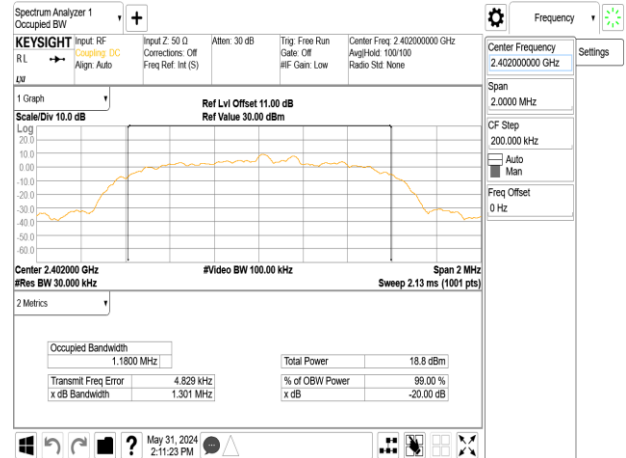 Spectrum Analyzer 1
Occupied BW
Frequency
KEYSIGHT
Input: RF
Coupling: DC
Align: Auto
Input Z: 50 Ω
Corrections: Off
Freq Ref: Int (S)
Atten: 30 dB
Trig: Free Run
Gate: Off
#IF Gain: Low
Center Freq: 2.402000000 GHz
Avg|Hold: 100/100
Radio Std: None
R L
LXI
Center Frequency
2.402000000 GHz
Settings
Span
2.0000 MHz
CF Step
200.000 kHz
Auto
Man
Freq Offset
0 Hz
1 Graph
Scale/Div 10.0 dB
Ref Lvl Offset 11.00 dB
Ref Value 30.00 dBm
Log
20.0
10.0
0.00
-10.0
-20.0
-30.0
-40.0
-50.0
-60.0
Center 2.402000 GHz
#Video BW 100.00 kHz
Span 2 MHz
#Res BW 30.000 kHz
Sweep 2.13 ms (1001 pts)
2 Metrics
Occupied Bandwidth
1.1800 MHz
Total Power 18.8 dBm
Transmit Freq Error 4.829 kHz
% of OBW Power 99.00 %
x dB Bandwidth 1.301 MHz
x dB -20.00 dB
May 31, 2024
2:11:23 PM